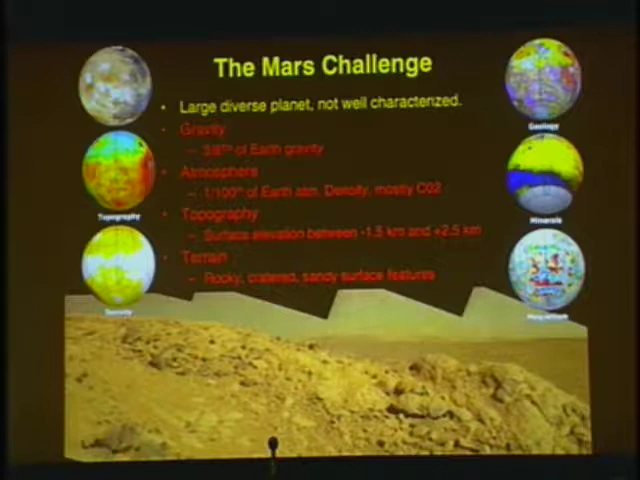 The Mars Challenge
• Large diverse planet, not well characterized.
• Gravity
– 3/8ᵀᴴ of Earth gravity
• Atmosphere
– 1/100ᵗʰ of Earth atm. Density, mostly C02
• Topography
– Surface elevation between -1.5 km and +2.5 km
• Terrain
– Rocky, cratered, sandy surface features
Topography
Density
Geology
Minerals
Magnetism